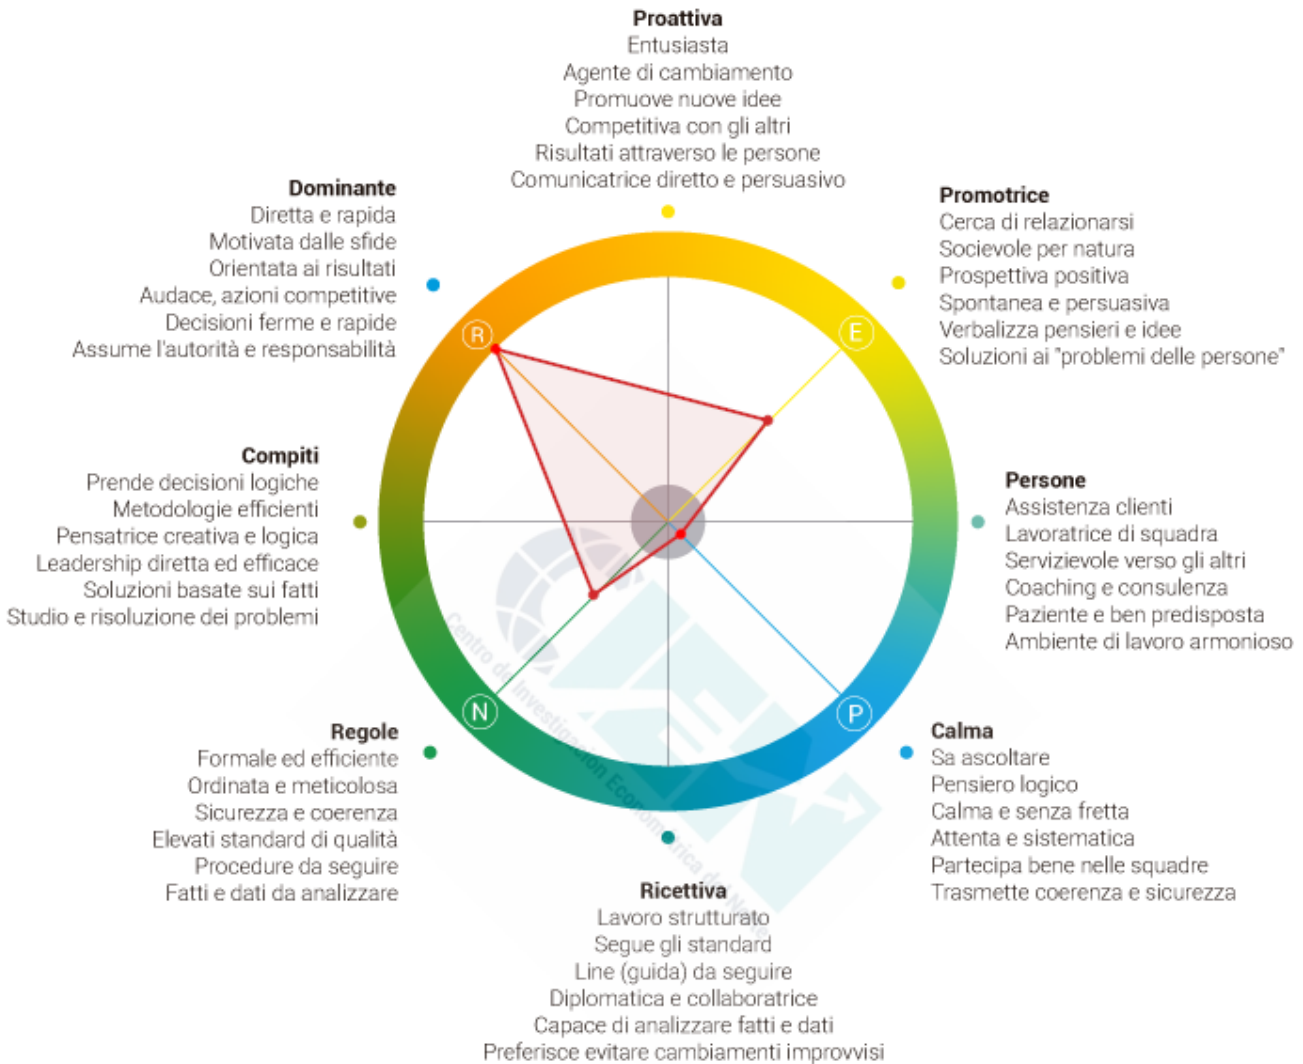 Proattiva
Entusiasta
Agente di cambiamento
Promuove nuove idee
Competitiva con gli altri
Risultati attraverso le persone
Comunicatrice diretto e persuasivo
Dominante
Diretta e rapida
Motivata dalle sfide
Orientata ai risultati
Audace, azioni competitive
Decisioni ferme e rapide
Assume l'autorità e responsabilità
Promotrice
Cerca di relazionarsi
Socievole per natura
Prospettiva positiva
Spontanea e persuasiva
Verbalizza pensieri e idee
Soluzioni ai "problemi delle persone"
R
E
Compiti
Prende decisioni logiche
Metodologie efficienti
Pensatrice creativa e logica
Leadership diretta ed efficace
Soluzioni basate sui fatti
Studio e risoluzione dei problemi
Persone
Assistenza clienti
Lavoratrice di squadra
Servizievole verso gli altri
Coaching e consulenza
Paziente e ben predisposta
Ambiente di lavoro armonioso
N
P
Centro de Investigación Econométrica del Norte
Regole
Formale ed efficiente
Ordinata e meticolosa
Sicurezza e coerenza
Elevati standard di qualità
Procedure da seguire
Fatti e dati da analizzare
Calma
Sa ascoltare
Pensiero logico
Calma e senza fretta
Attenta e sistematica
Partecipa bene nelle squadre
Trasmette coerenza e sicurezza
Ricettiva
Lavoro strutturato
Segue gli standard
Line (guida) da seguire
Diplomatica e collaboratrice
Capace di analizzare fatti e dati
Preferisce evitare cambiamenti improvvisi